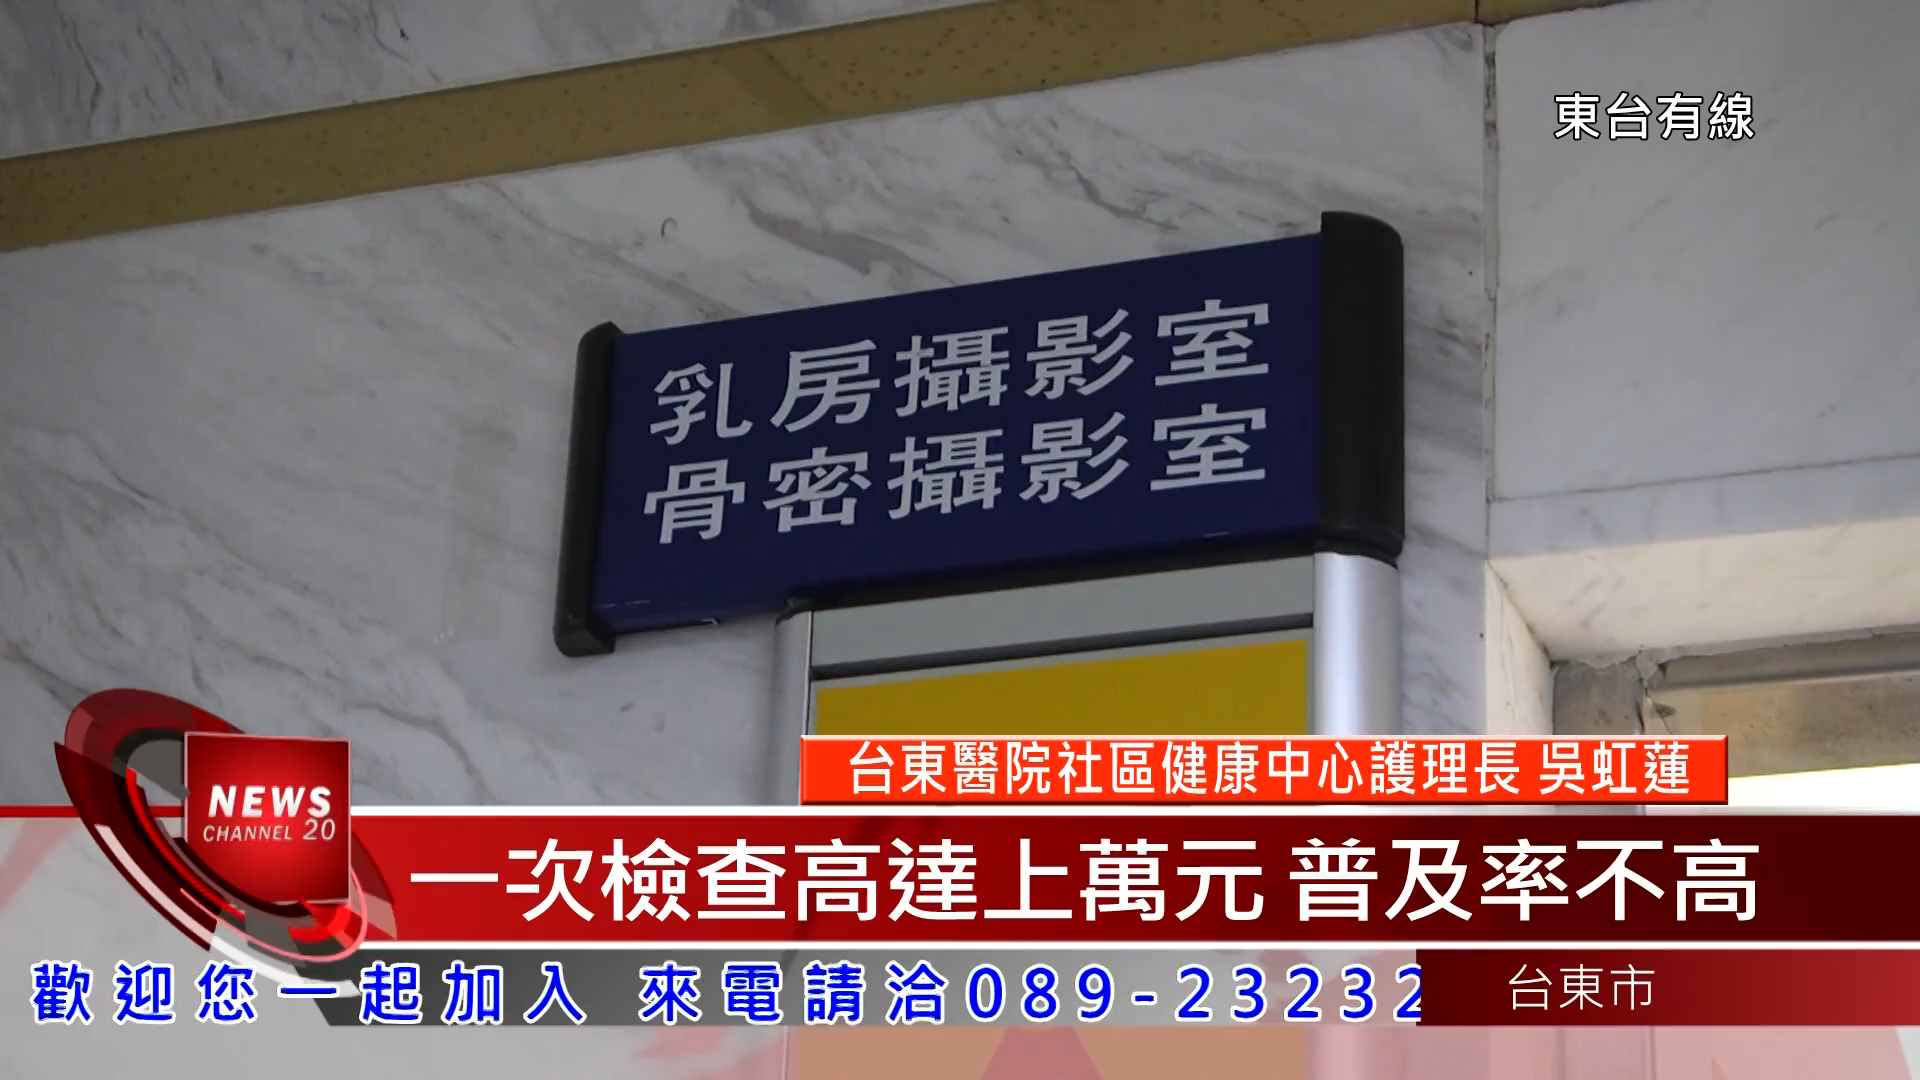 東台有線
乳房攝影室
骨密攝影室
台東醫院社區健康中心護理長 吳虹蓮
NEWS
CHANNEL 20
一次檢查高達上萬元 普及率不高
歡迎您一起加入 來電請洽089-23232
台東市